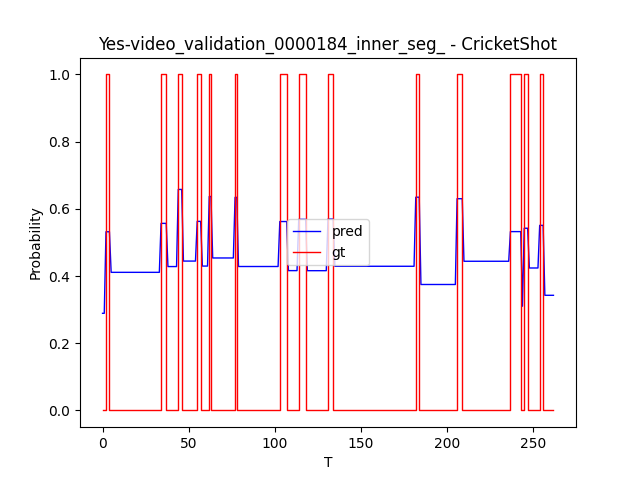 Yes-video_validation_0000184_inner_seg_ - CricketShot
1.0
0.8
0.6
0.4
0.2
0.0
Probability
pred
gt
0 50 100 150 200 250
T